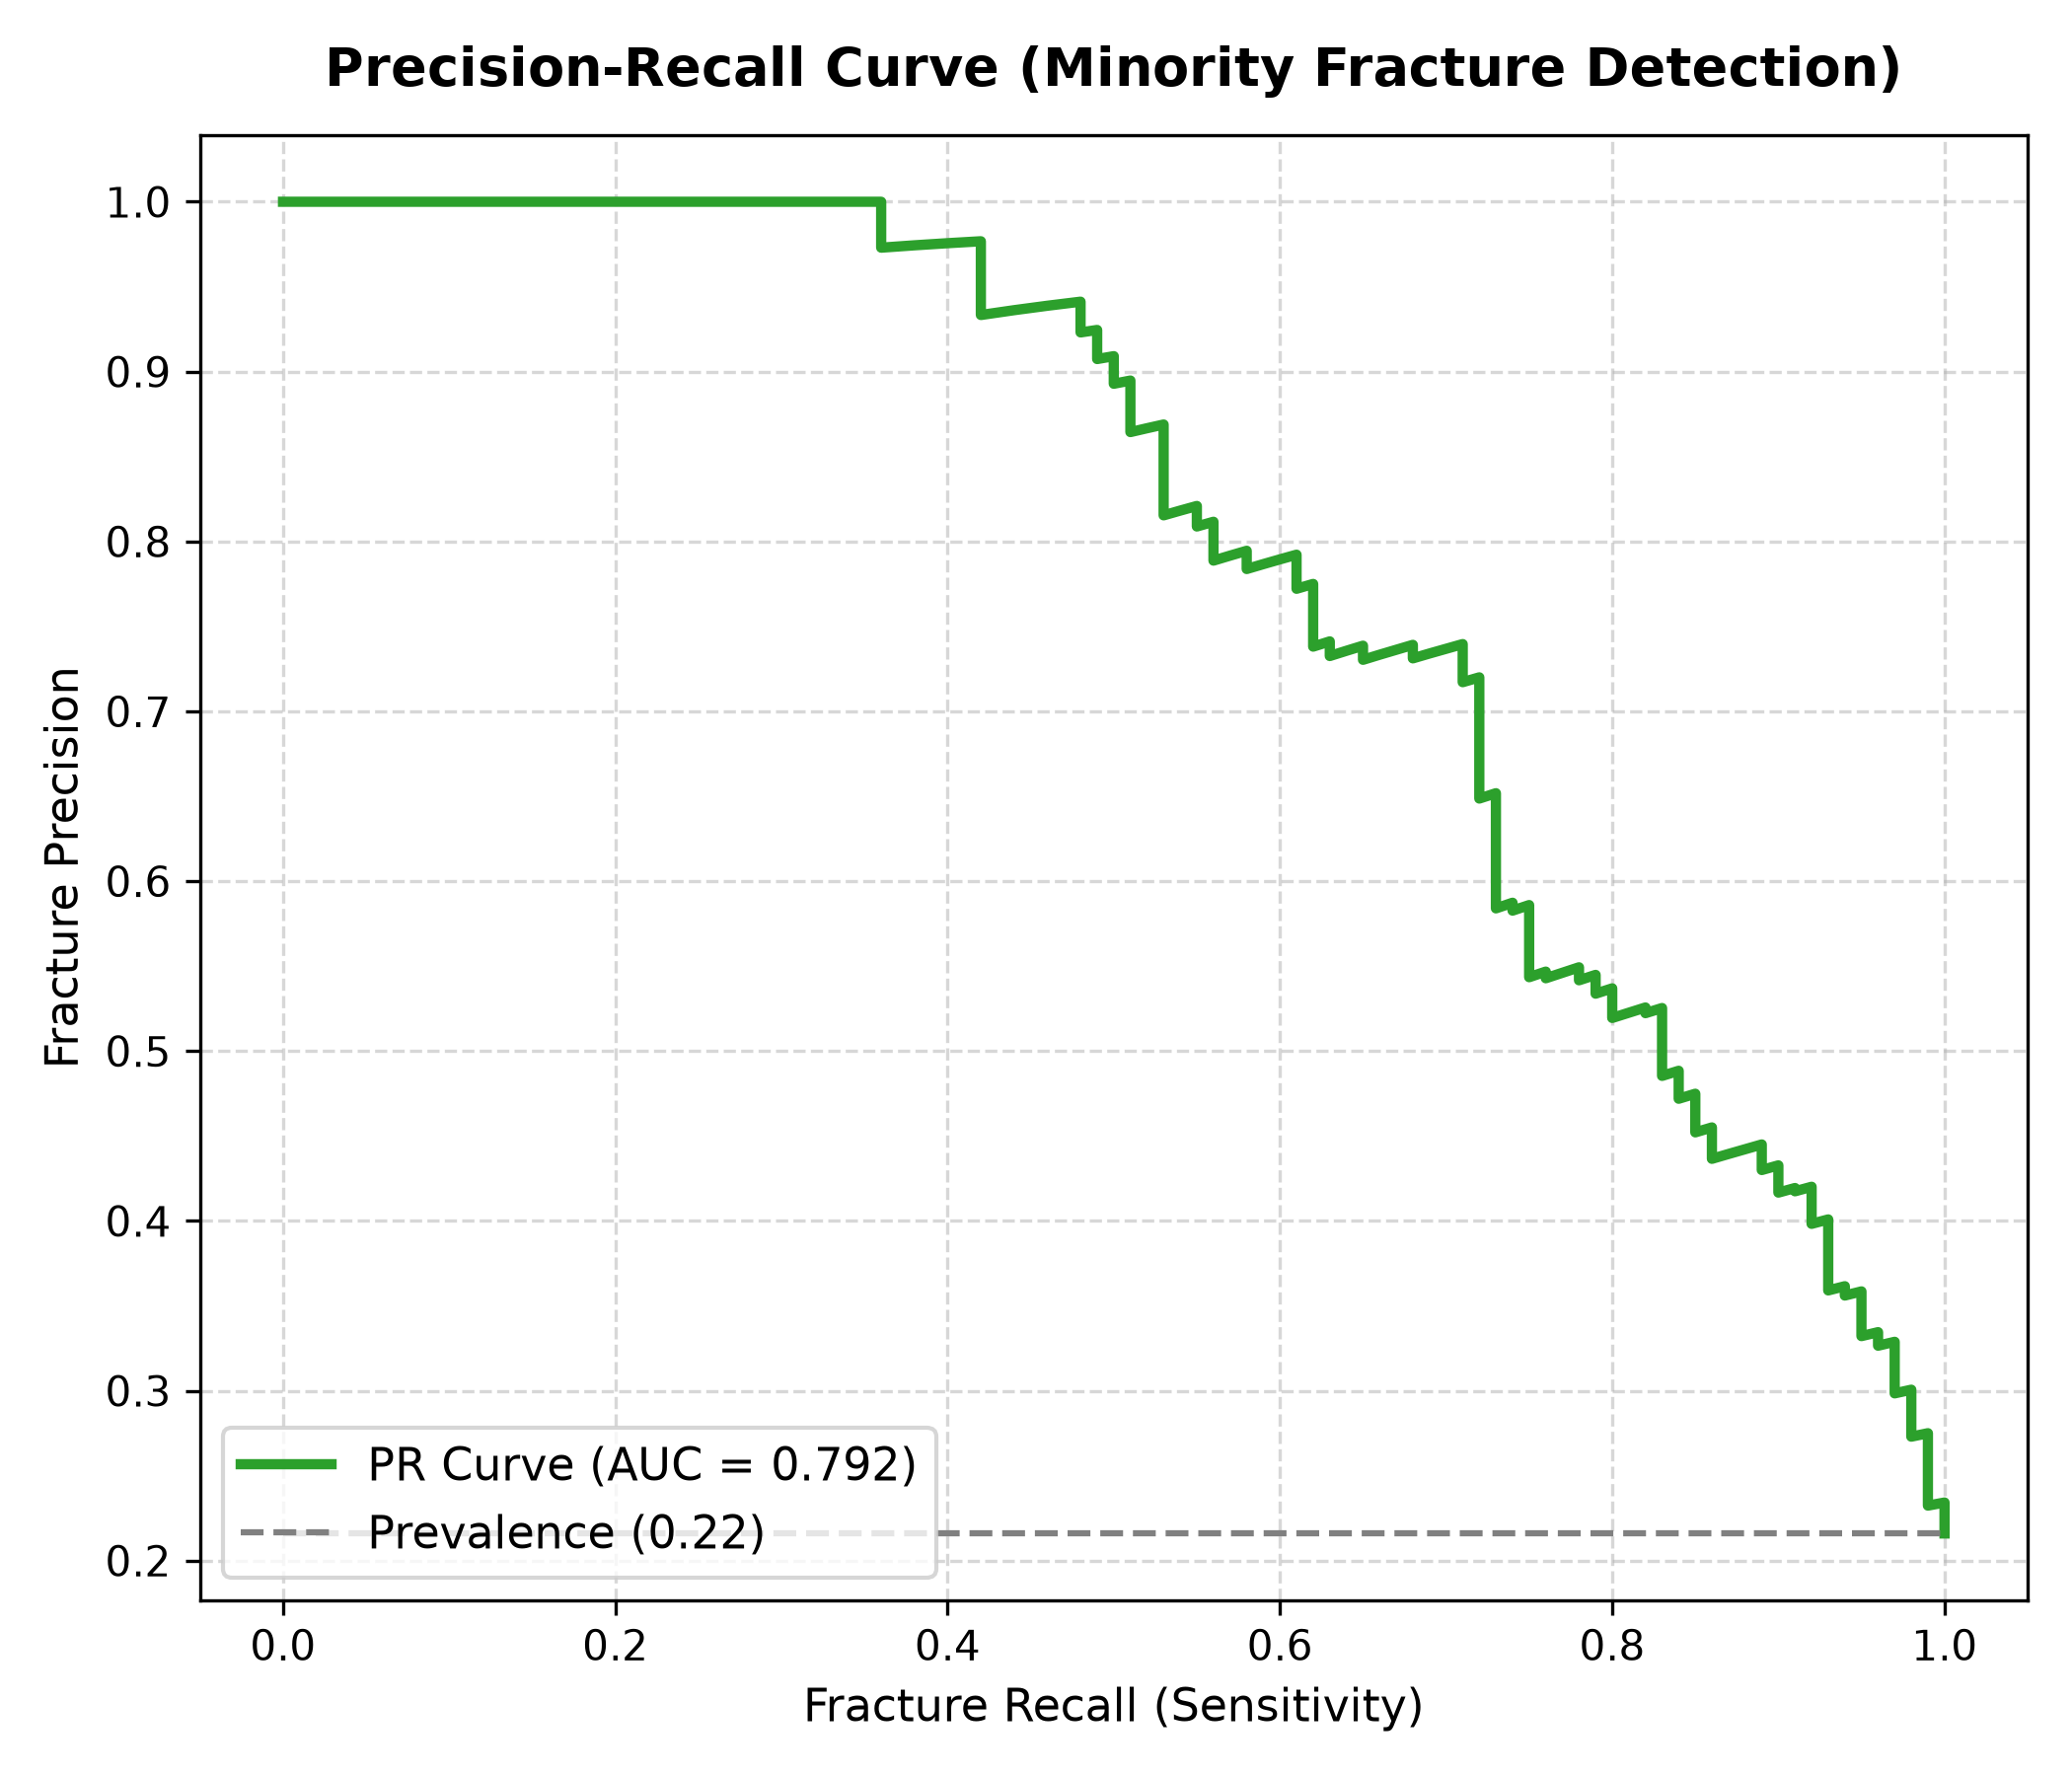 Precision-Recall Curve (Minority Fracture Detection)
Fracture Precision
1.0
0.9
0.8
0.7
0.6
0.5
0.4
0.3
0.2
PR Curve (AUC = 0.792)
Prevalence (0.22)
0.0 0.2 0.4 0.6 0.8 1.0
Fracture Recall (Sensitivity)